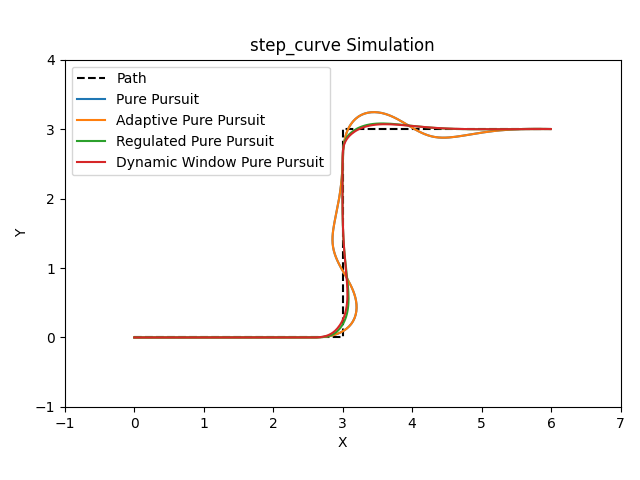 step_curve Simulation
Path
Pure Pursuit
Adaptive Pure Pursuit
Regulated Pure Pursuit
Dynamic Window Pure Pursuit
4
3
2
1
0
−1
Y
−1 0 1 2 3 4 5 6 7
X